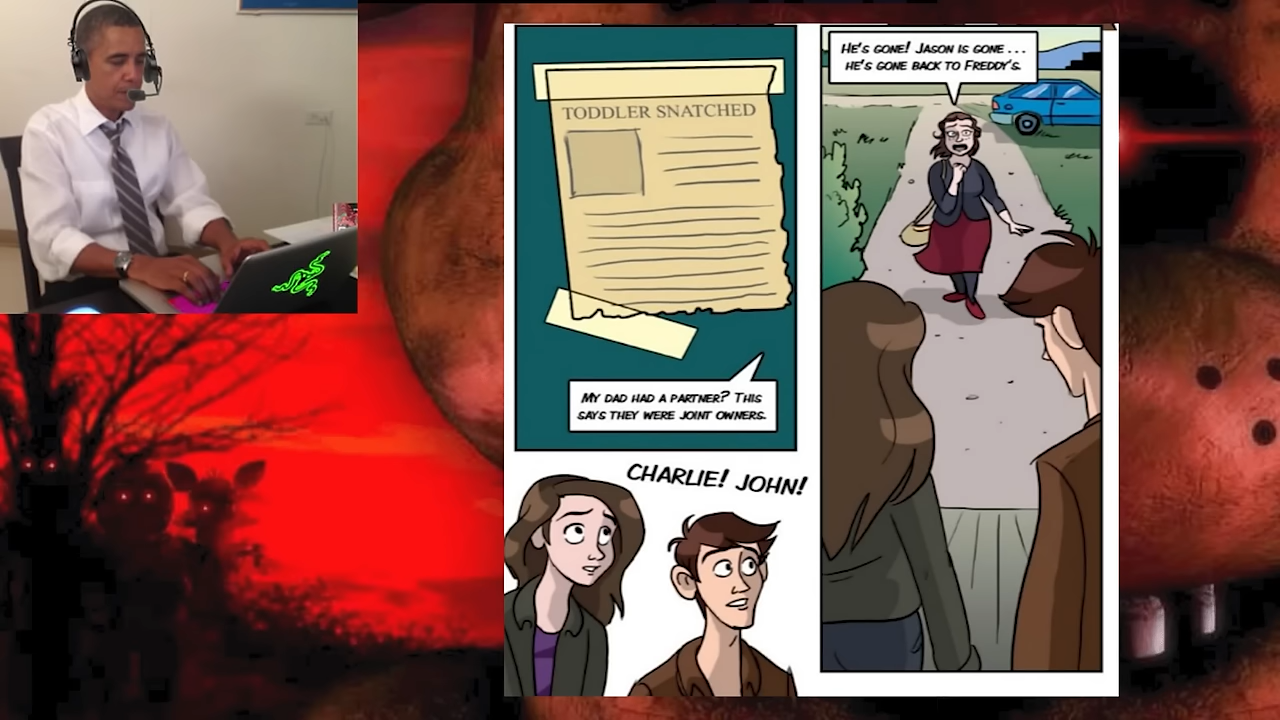 TODDLER SNATCHED
MY DAD HAD A PARTNER? THIS
SAYS THEY WERE JOINT OWNERS.
CHARLIE! JOHN!
HE'S GONE! JASON IS GONE . . .
HE'S GONE BACK TO FREDDY'S.